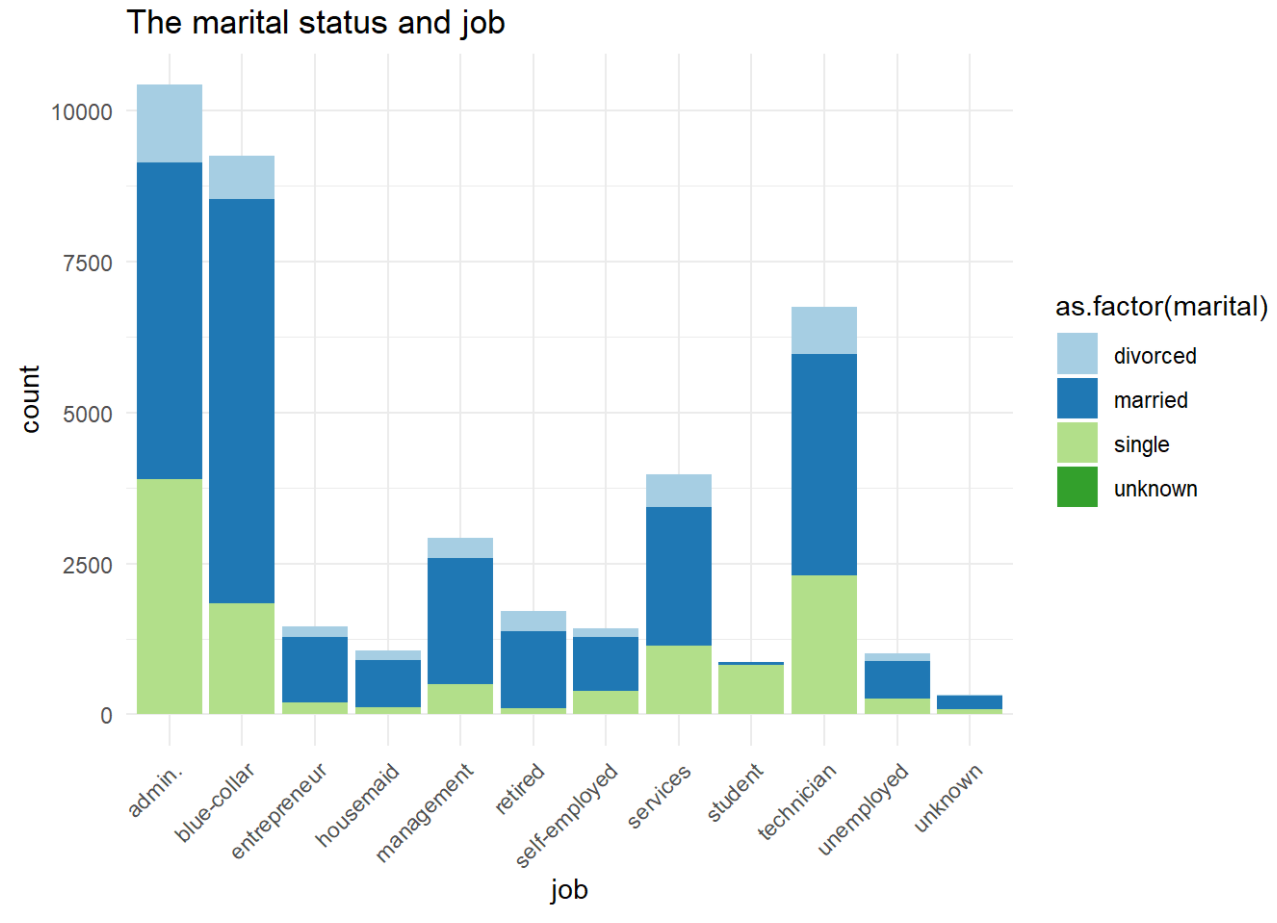 The marital status and job
count
10000
7500
5000
2500
0
admin.
blue-collar
entrepreneur
housemaid
management
retired
self-employed
services
student
technician
unemployed
unknown
job
as.factor(marital)
divorced
married
single
unknown